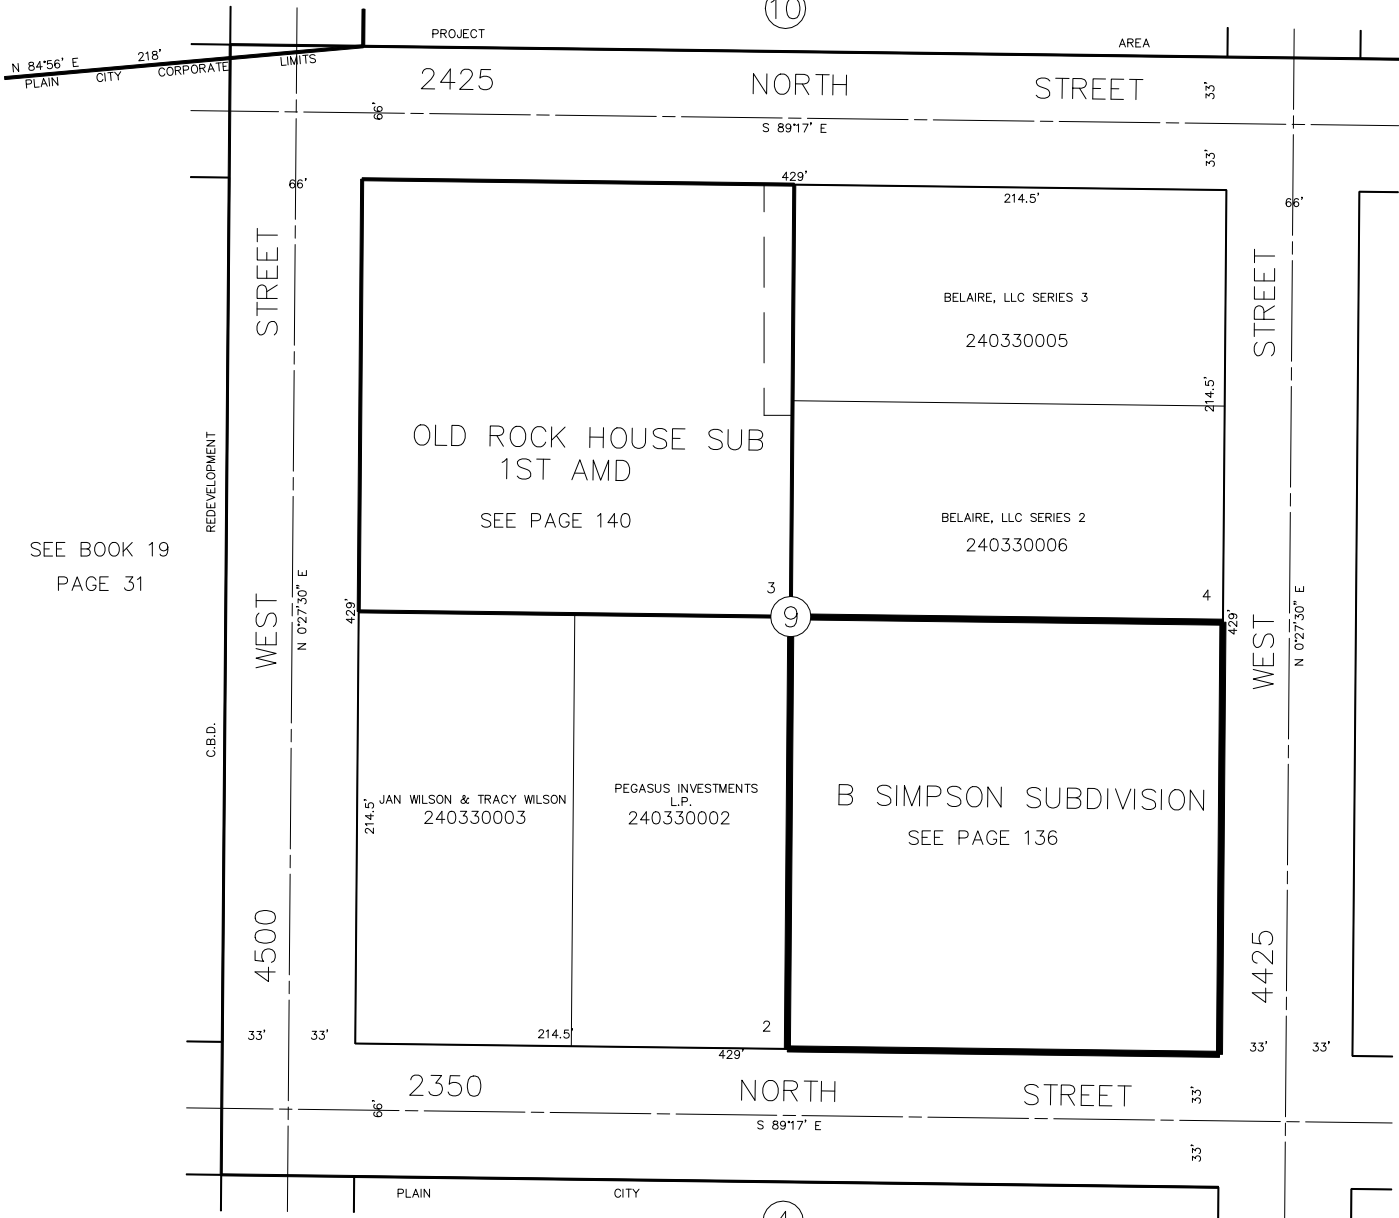 10
PROJECT
AREA
N 84°56' E
218'
PLAIN CITY CORPORATE LIMITS
2425 NORTH STREET
33'
66'
S 89°17' E
33'
66'
429'
214.5'
66'
STREET
STREET
BELAIRE, LLC SERIES 3
240330005
214.5'
OLD ROCK HOUSE SUB
1ST AMD
SEE PAGE 140
REDEVELOPMENT
BELAIRE, LLC SERIES 2
240330006
SEE BOOK 19
PAGE 31
3
4
9
429'
429'
WEST
N 0°27'30" E
WEST
N 0°27'30" E
C.B.D.
214.5'
JAN WILSON & TRACY WILSON
240330003
PEGASUS INVESTMENTS
L.P.
240330002
B SIMPSON SUBDIVISION
SEE PAGE 136
4500
4425
33'
33'
214.5'
2
429'
33'
33'
2350 NORTH STREET
33'
66'
S 89°17' E
33'
PLAIN CITY
4